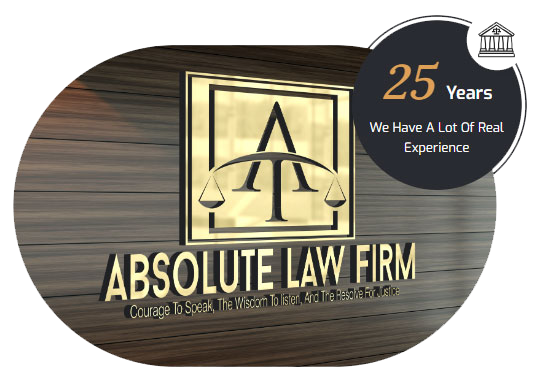 25 Years
We Have A Lot Of Real
Experience
ABSOLUTE LAW FIRM
Courage To Speak, The Wisdom To listen, And The Resolve For Justice